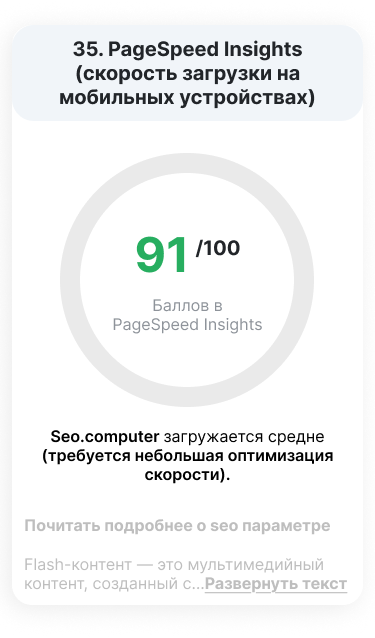 35. PageSpeed Insights
(скорость загрузки на
мобильных устройствах)
91 /100
Баллов в
PageSpeed Insights
Seo.computer загружается средне
(требуется небольшая оптимизация
скорости).
Почитать подробнее о seo параметре
Flash-контент — это мультимедийный
контент, созданный с...Развернуть текст